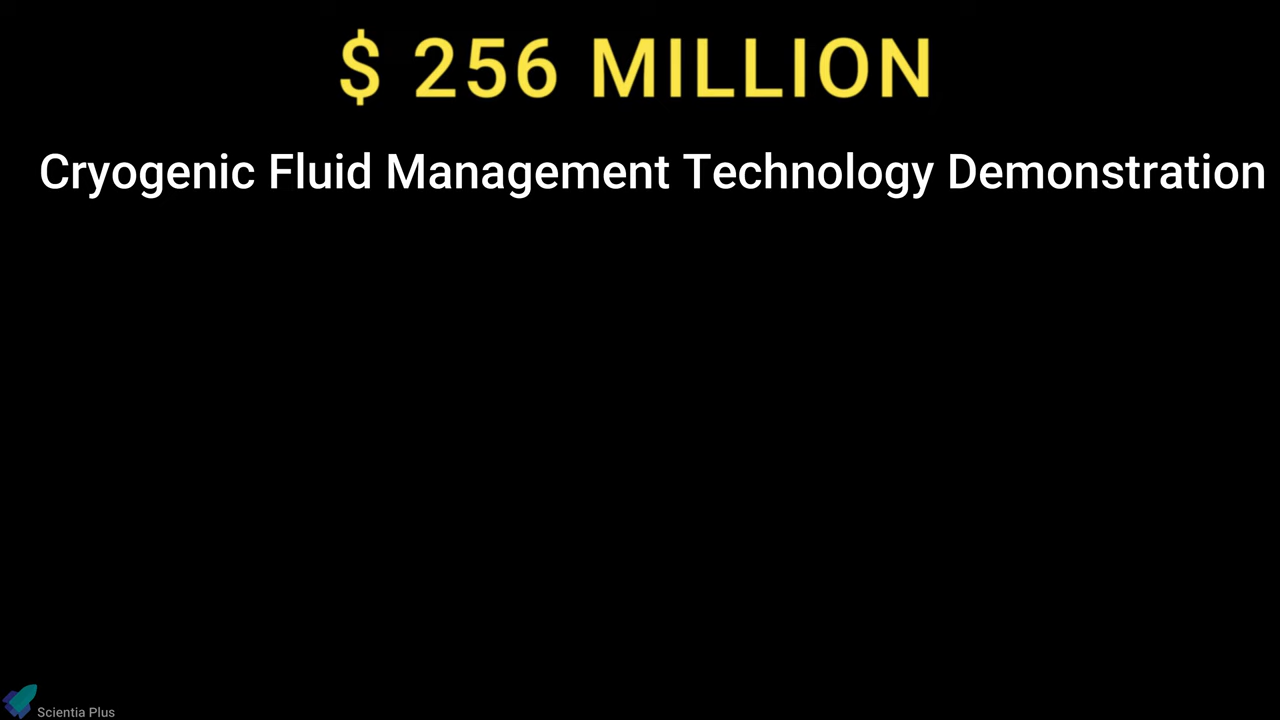 $ 256 MILLION
Cryogenic Fluid Management Technology Demonstration
Scientia Plus